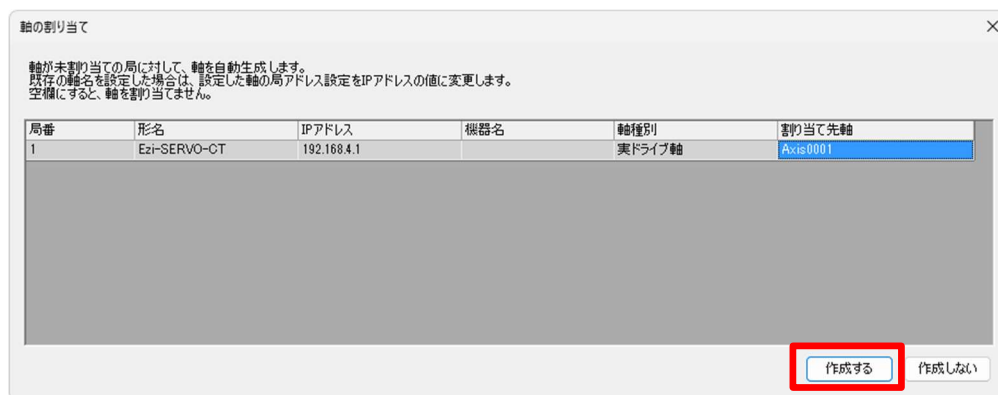 軸の割り当て
軸が未割り当ての局に対して、軸を自動生成します。
既存の軸名を設定した場合は、設定した軸の局アドレス設定をIPアドレスの値に変更します。
空欄にすると、軸を割り当てません。
局番 形名 IPアドレス 機器名 軸種別 割り当て先軸
1 Ezi-SERVO-CT 192.168.4.1 実ドライブ軸 Axis0001
作成する 作成しない